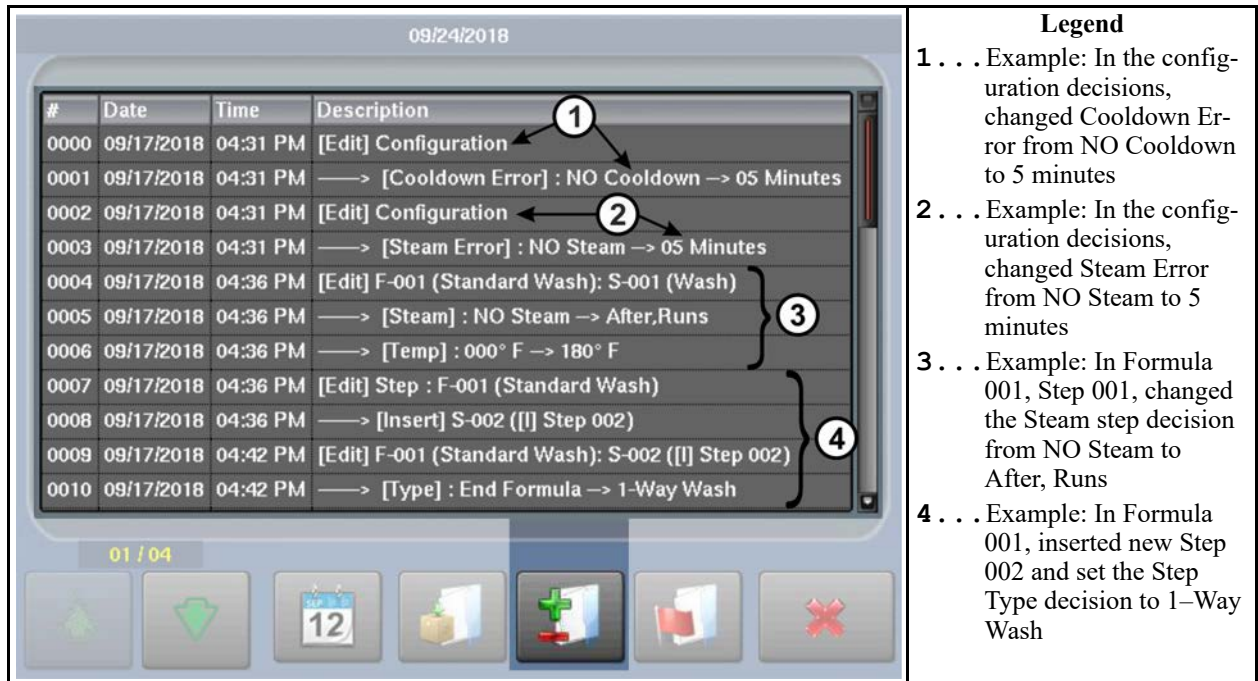 09/24/2018
# Date Time Description
0000 09/17/2018 04:31 PM [Edit] Configuration
0001 09/17/2018 04:31 PM ----> [Cooldown Error] : NO Cooldown --> 05 Minutes
0002 09/17/2018 04:31 PM [Edit] Configuration
0003 09/17/2018 04:31 PM ----> [Steam Error] : NO Steam --> 05 Minutes
0004 09/17/2018 04:36 PM [Edit] F-001 (Standard Wash): S-001 (Wash)
0005 09/17/2018 04:36 PM ----> [Steam] : NO Steam --> After,Runs
0006 09/17/2018 04:36 PM ----> [Temp] : 000° F --> 180° F
0007 09/17/2018 04:36 PM [Edit] Step : F-001 (Standard Wash)
0008 09/17/2018 04:36 PM ----> [Insert] S-002 ([I] Step 002)
0009 09/17/2018 04:42 PM [Edit] F-001 (Standard Wash): S-002 ([I] Step 002)
0010 09/17/2018 04:42 PM ----> [Type] : End Formula --> 1-Way Wash
1
2
3
4
01 / 04
SEP
12
Legend
1 . . . Example: In the config-
uration decisions,
changed Cooldown Er-
ror from NO Cooldown
to 5 minutes
2 . . . Example: In the config-
uration decisions,
changed Steam Error
from NO Steam to 5
minutes
3 . . . Example: In Formula
001, Step 001, changed
the Steam step decision
from NO Steam to
After, Runs
4 . . . Example: In Formula
001, inserted new Step
002 and set the Step
Type decision to 1–Way
Wash